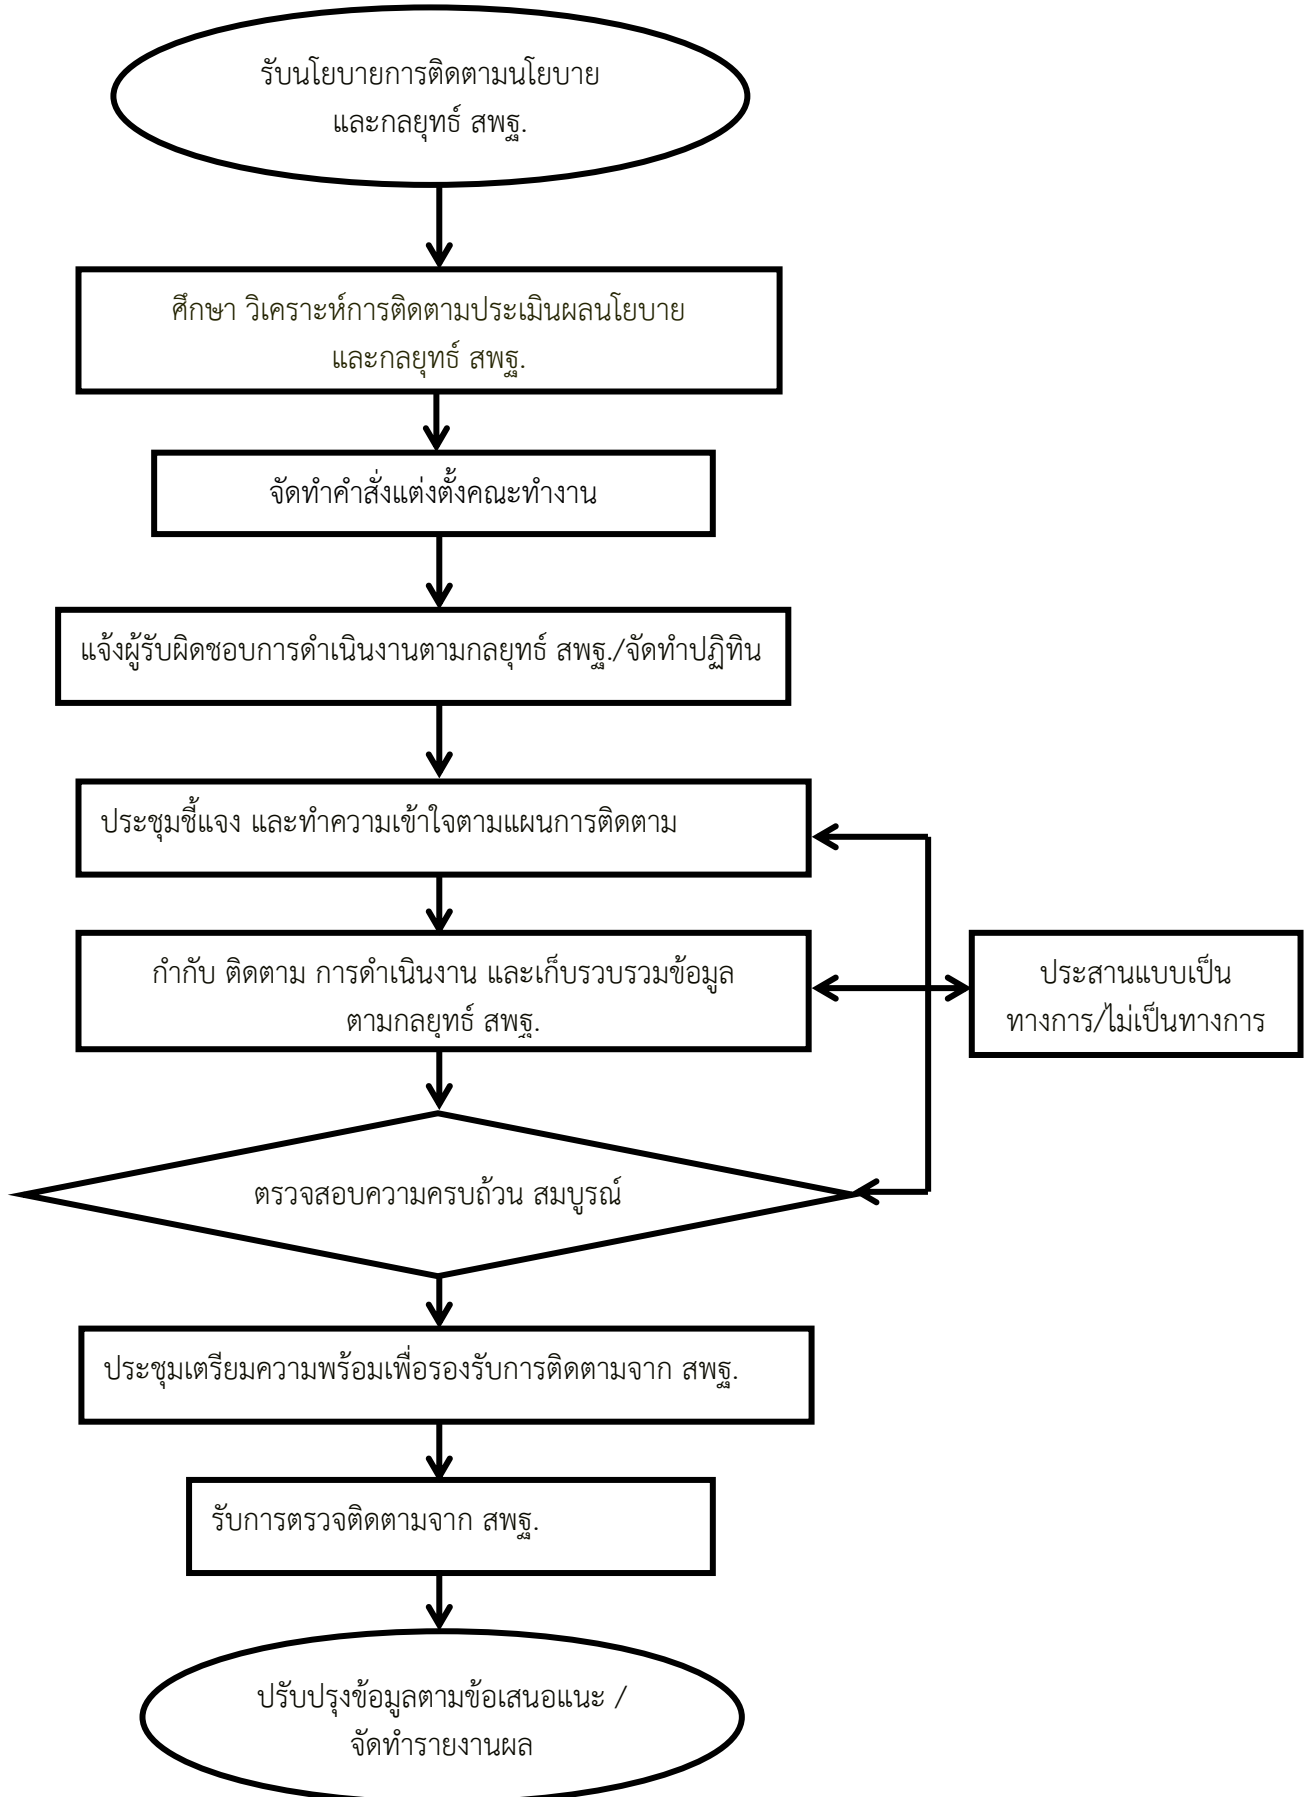 รับนโยบายการติดตามนโยบาย
และกลยุทธ์ สพฐ.
ศึกษา วิเคราะห์การติดตามประเมินผลนโยบาย
และกลยุทธ์ สพฐ.
จัดทำคำสั่งแต่งตั้งคณะทำงาน
แจ้งผู้รับผิดชอบการดำเนินงานตามกลยุทธ์ สพฐ./จัดทำปฏิทิน
ประชุมชี้แจง และทำความเข้าใจตามแผนการติดตาม
กำกับ ติดตาม การดำเนินงาน และเก็บรวบรวมข้อมูล
ตามกลยุทธ์ สพฐ.
ประสานแบบเป็น
ทางการ/ไม่เป็นทางการ
ตรวจสอบความครบถ้วน สมบูรณ์
ประชุมเตรียมความพร้อมเพื่อรองรับการติดตามจาก สพฐ.
รับการตรวจติดตามจาก สพฐ.
ปรับปรุงข้อมูลตามข้อเสนอแนะ /
จัดทำรายงานผล